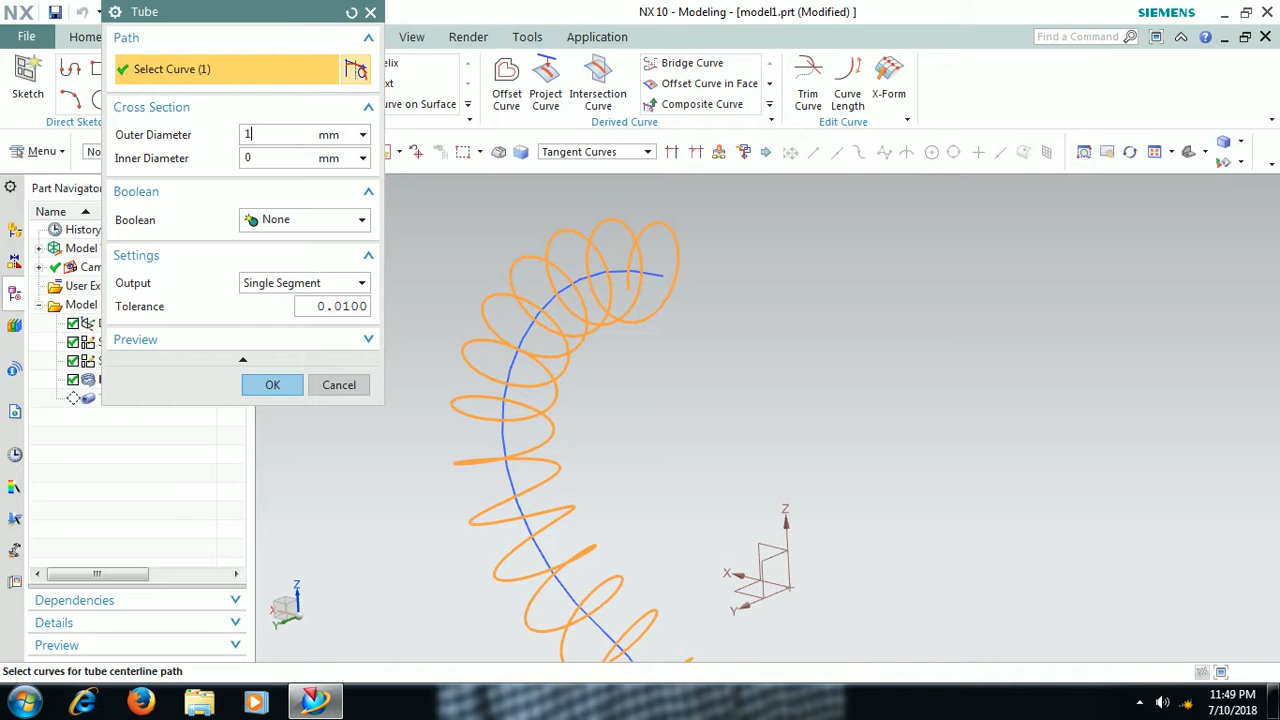 NX
NX 10 - Modeling - [model1.prt (Modified) ]
SIEMENS
Tube
File
Home
View
Render
Tools
Application
Find a Command
Path
Select Curve (1)
Sketch
elix
ext
urve on Surface
Offset
Curve
Project
Curve
Intersection
Curve
Bridge Curve
Offset Curve in Face
Composite Curve
Trim
Curve
Curve
Length
X-Form
Direct Sketc
Derived Curve
Edit Curve
Cross Section
Outer Diameter
1
mm
Inner Diameter
0
mm
Menu
No
Tangent Curves
Part Navigato
Name
Boolean
Boolean
None
History
Model
Cam
User Ex
Model
Settings
Output
Single Segment
Tolerance
0.0100
Preview
OK
Cancel
Dependencies
Details
Preview
Z
X
Y
Z
X
Y
Select curves for tube centerline path
11:49 PM
7/10/2018